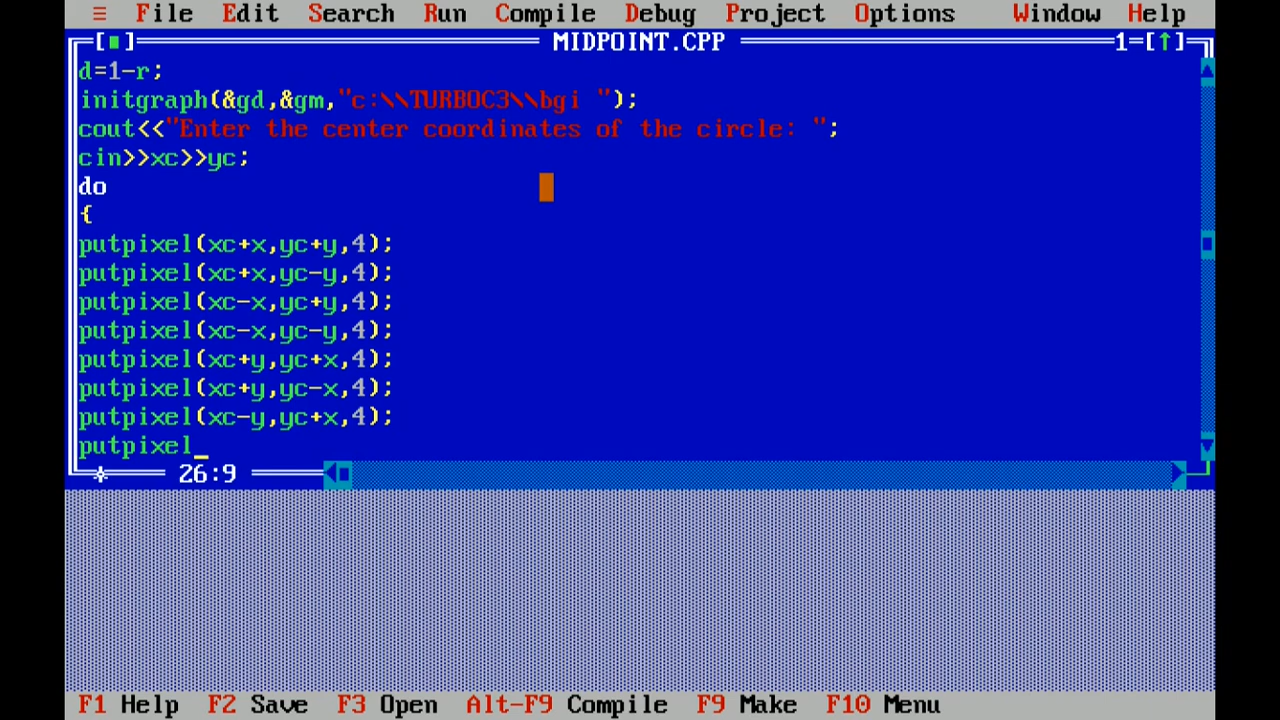 ≡ File Edit Search Run Compile Debug Project Options Window Help
[■] MIDPOINT.CPP 1=[↑]
d=1-r;
initgraph(&gd,&gm,"c:\\TURBOC3\\bgi ");
cout<<"Enter the center coordinates of the circle: ";
cin>>xc>>yc;
do
{
putpixel(xc+x,yc+y,4);
putpixel(xc+x,yc-y,4);
putpixel(xc-x,yc+y,4);
putpixel(xc-x,yc-y,4);
putpixel(xc+y,yc+x,4);
putpixel(xc+y,yc-x,4);
putpixel(xc-y,yc+x,4);
putpixel_
26:9
F1 Help F2 Save F3 Open Alt-F9 Compile F9 Make F10 Menu